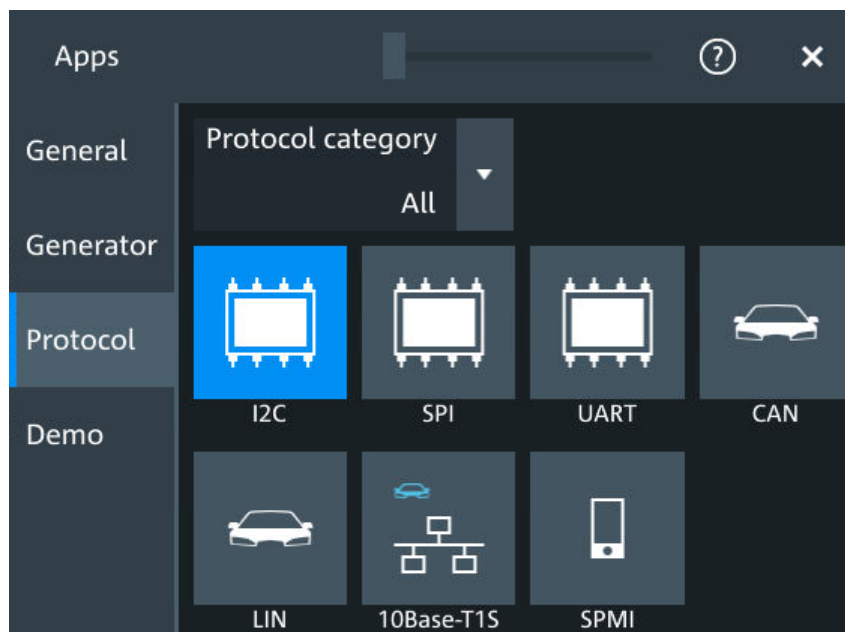 Apps
?
×
General
Generator
Protocol
Demo
Protocol category
All
I2C
SPI
UART
CAN
LIN
10Base-T1S
SPMI